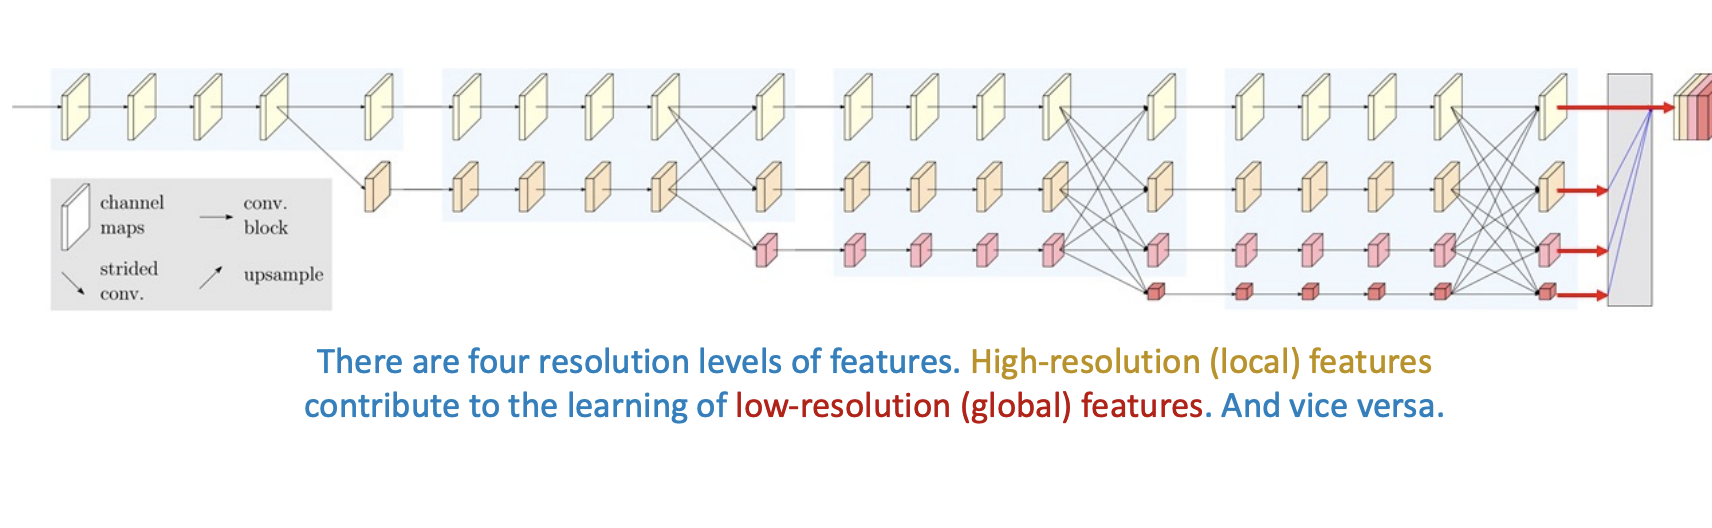 channel
maps
conv.
block
strided
conv.
upsample
There are four resolution levels of features. High-resolution (local) features
contribute to the learning of low-resolution (global) features. And vice versa.